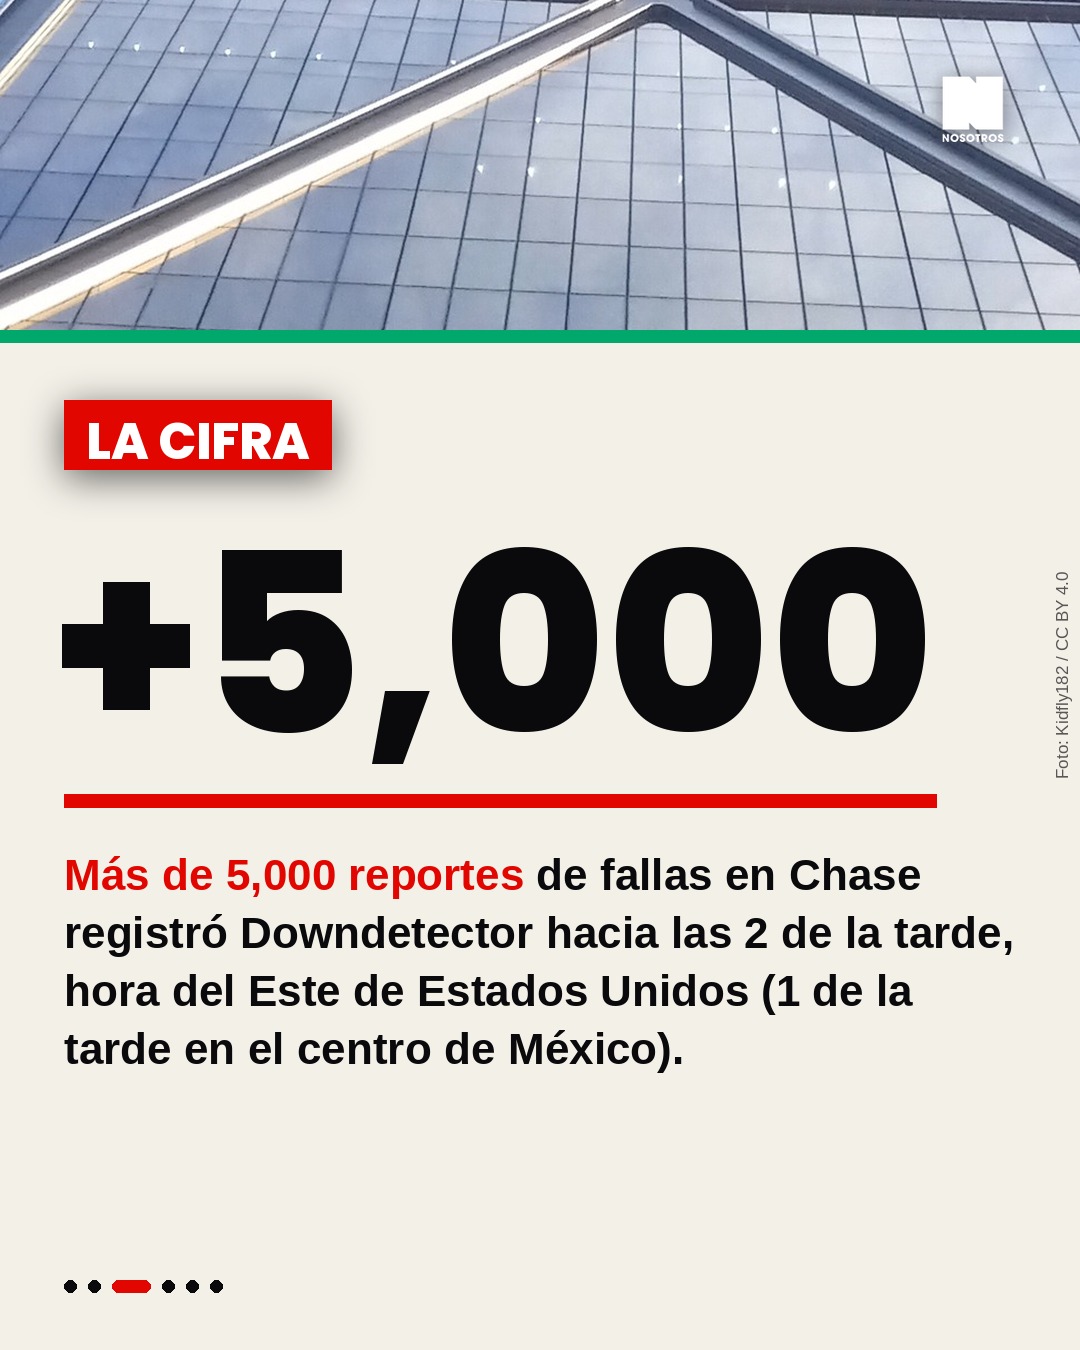 N
NOSOTROS
LA CIFRA
+5,000
Foto: Kidfly182 / CC BY 4.0
Más de 5,000 reportes de fallas en Chase
registró Downdetector hacia las 2 de la tarde,
hora del Este de Estados Unidos (1 de la
tarde en el centro de México).